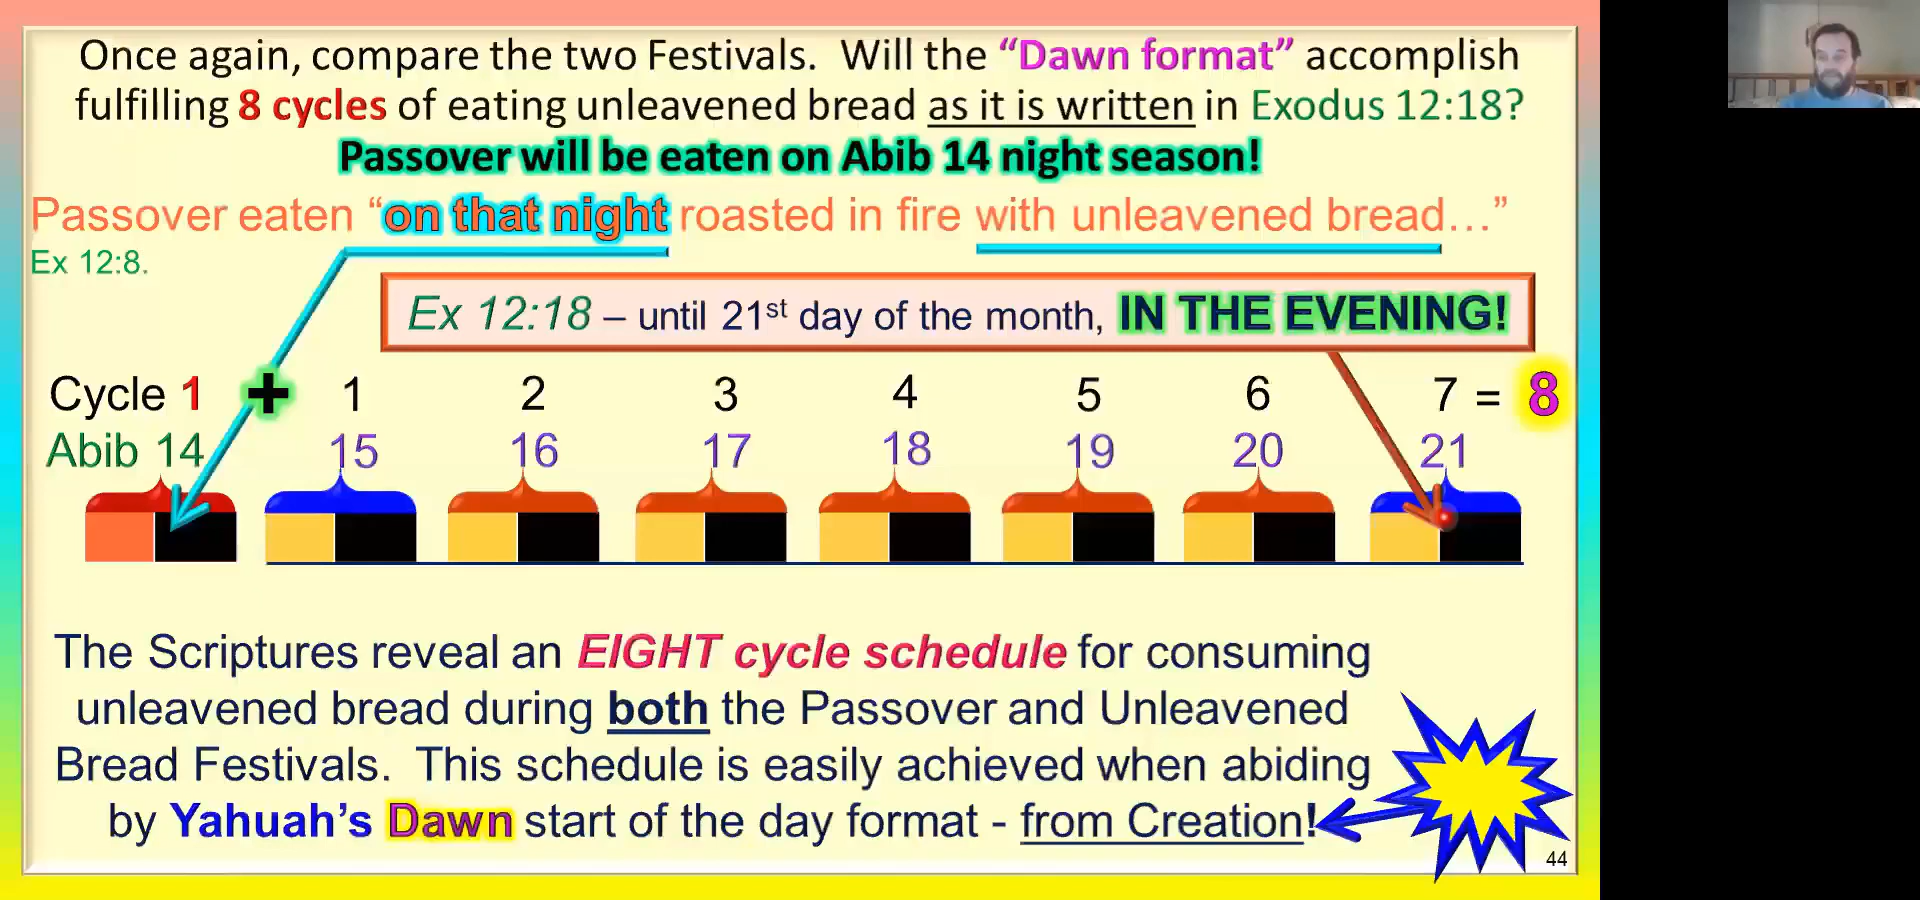 Once again, compare the two Festivals. Will the “Dawn format” accomplish
fulfilling 8 cycles of eating unleavened bread as it is written in Exodus 12:18?
Passover will be eaten on Abib 14 night season!
Passover eaten “on that night roasted in fire with unleavened bread…”
Ex 12:8.
Ex 12:18 – until 21st day of the month, IN THE EVENING!
Cycle 1 + 1 2 3 4 5 6 7 = 8
Abib 14 15 16 17 18 19 20 21
The Scriptures reveal an EIGHT cycle schedule for consuming
unleavened bread during both the Passover and Unleavened
Bread Festivals. This schedule is easily achieved when abiding
by Yahuah’s Dawn start of the day format - from Creation!
44